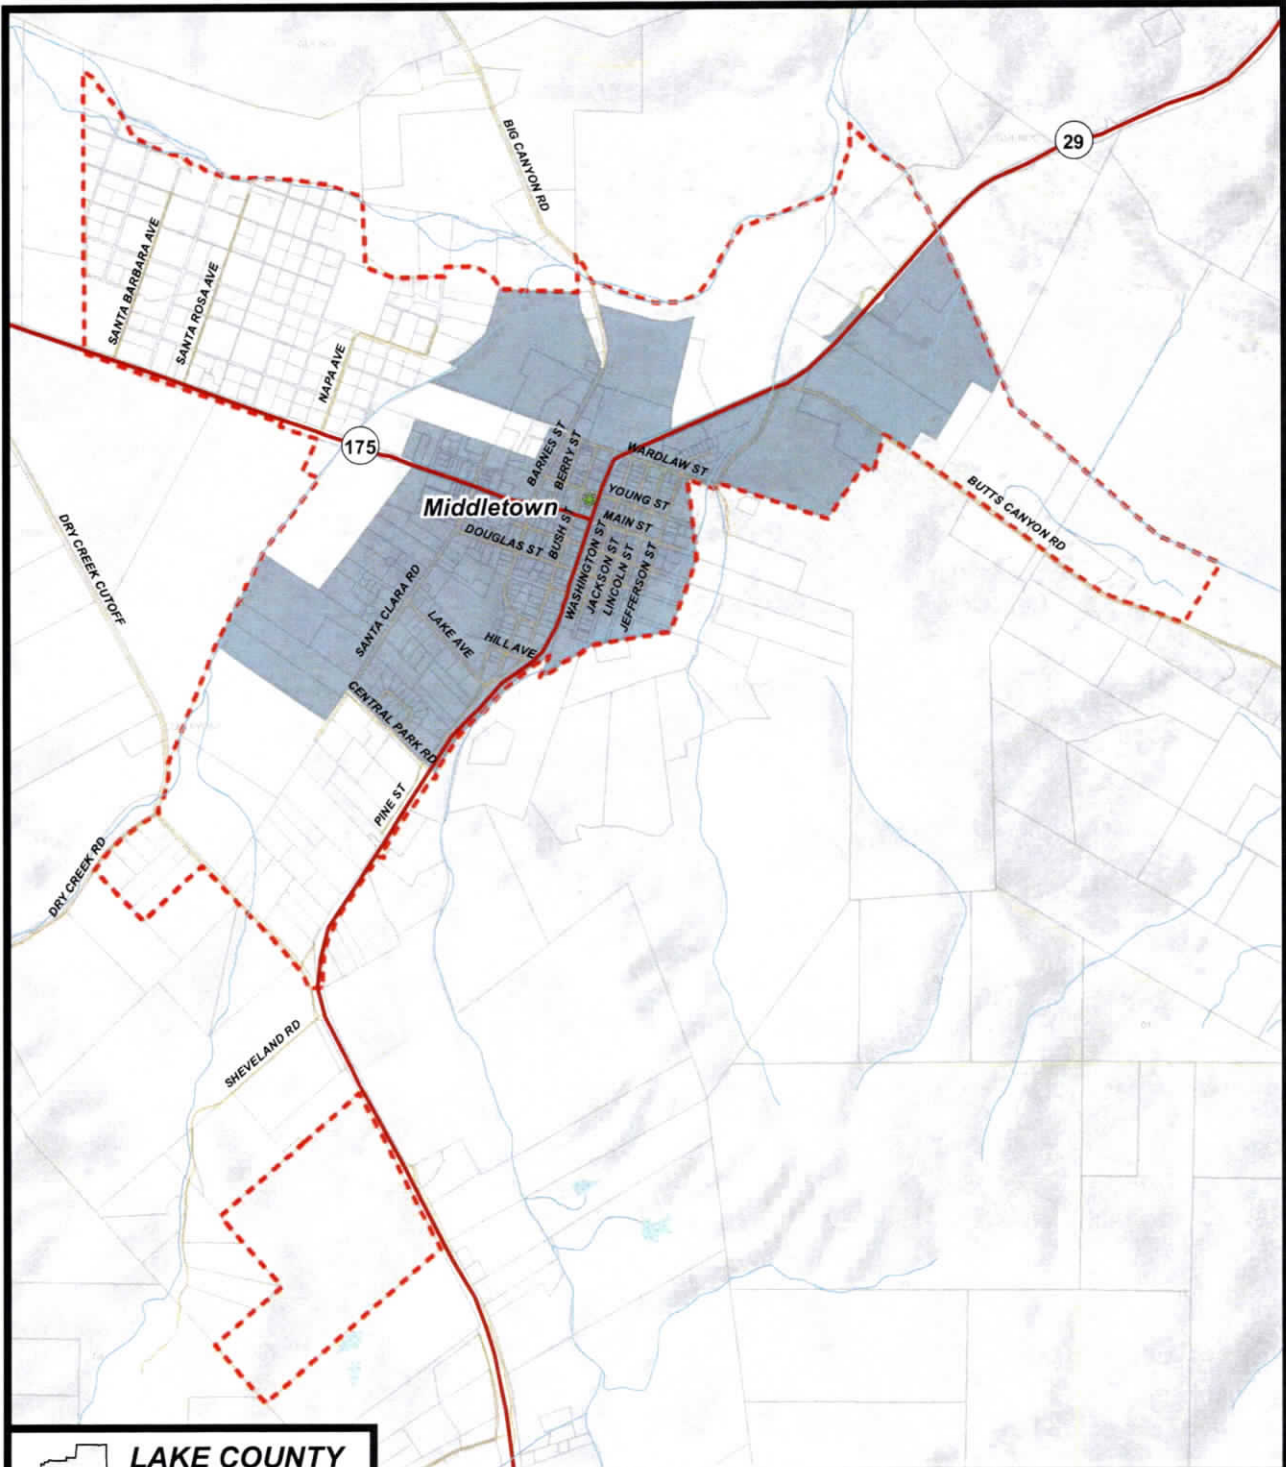 BIG CANYON RD
29
SANTA BARBARA AVE
SANTA ROSA AVE
NAPA AVE
175
BARNES ST
BERRY ST
WARDLAW ST
YOUNG ST
Middletown
MAIN ST
BUSH ST
DOUGLAS ST
WASHINGTON ST
JACKSON ST
LINCOLN ST
JEFFERSON ST
BUTTS CANYON RD
DRY CREEK CUTOFF
SANTA CLARA RD
LAKE AVE
HILL AVE
CENTRAL PARK RD
PINE ST
DRY CREEK RD
SHEVELAND RD
LAKE COUNTY